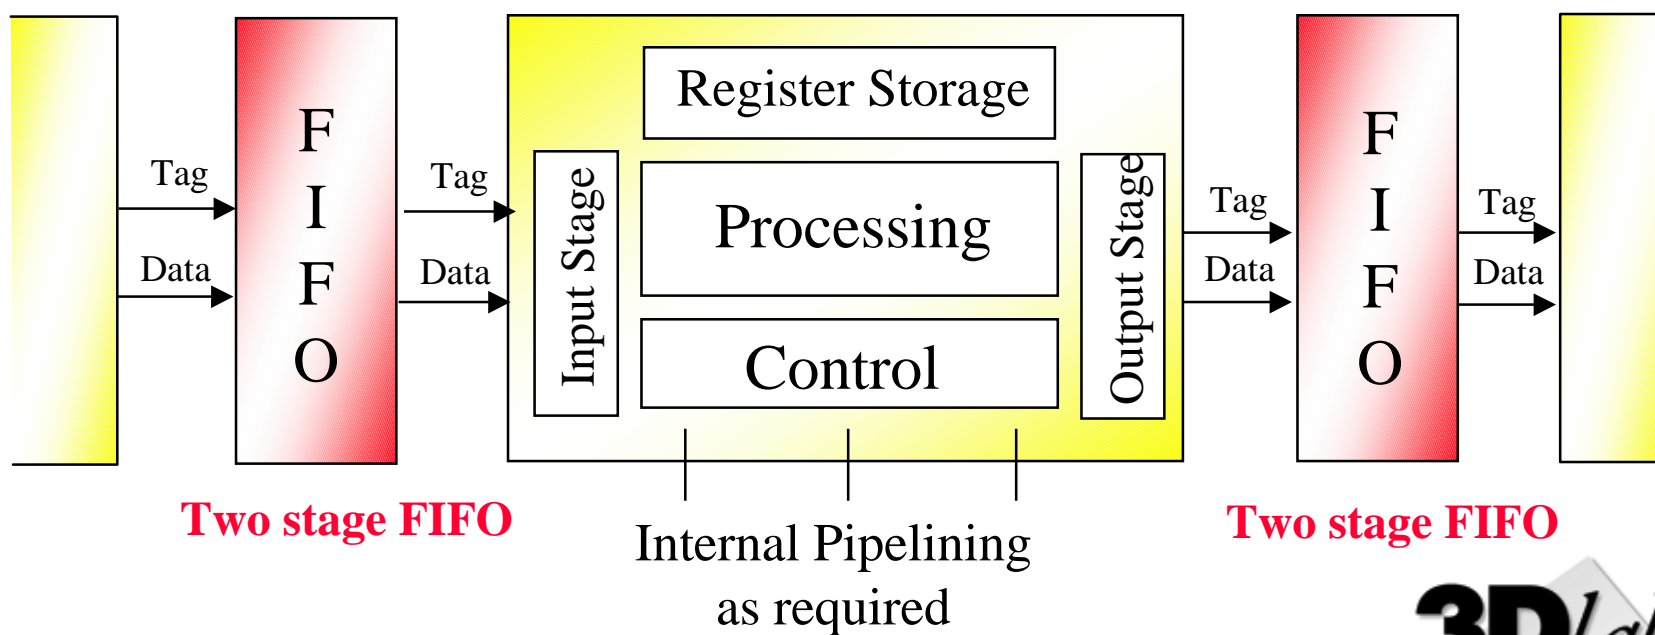 Tag
Data
F
I
F
O
Tag
Data
Register Storage
Input Stage
Processing
Output Stage
Control
Tag
Data
F
I
F
O
Tag
Data
Two stage FIFO
Internal Pipelining
as required
Two stage FIFO
3D